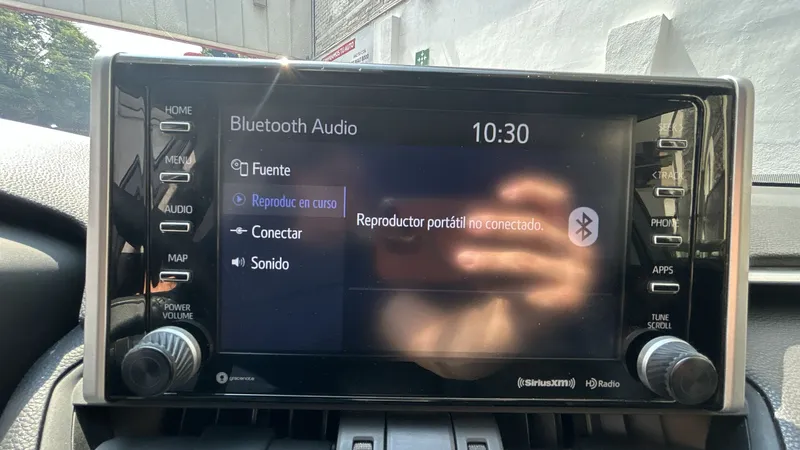 HOME
MENU
AUDIO
MAP
POWER
VOLUME
Bluetooth Audio
10:30
Fuente
Reproduc en curso
Conectar
Sonido
Reproductor portátil no conectado.
<TRACK
PHONE
APPS
TUNE
SCROLL
gracenote
((SiriusXM))
HD Radio